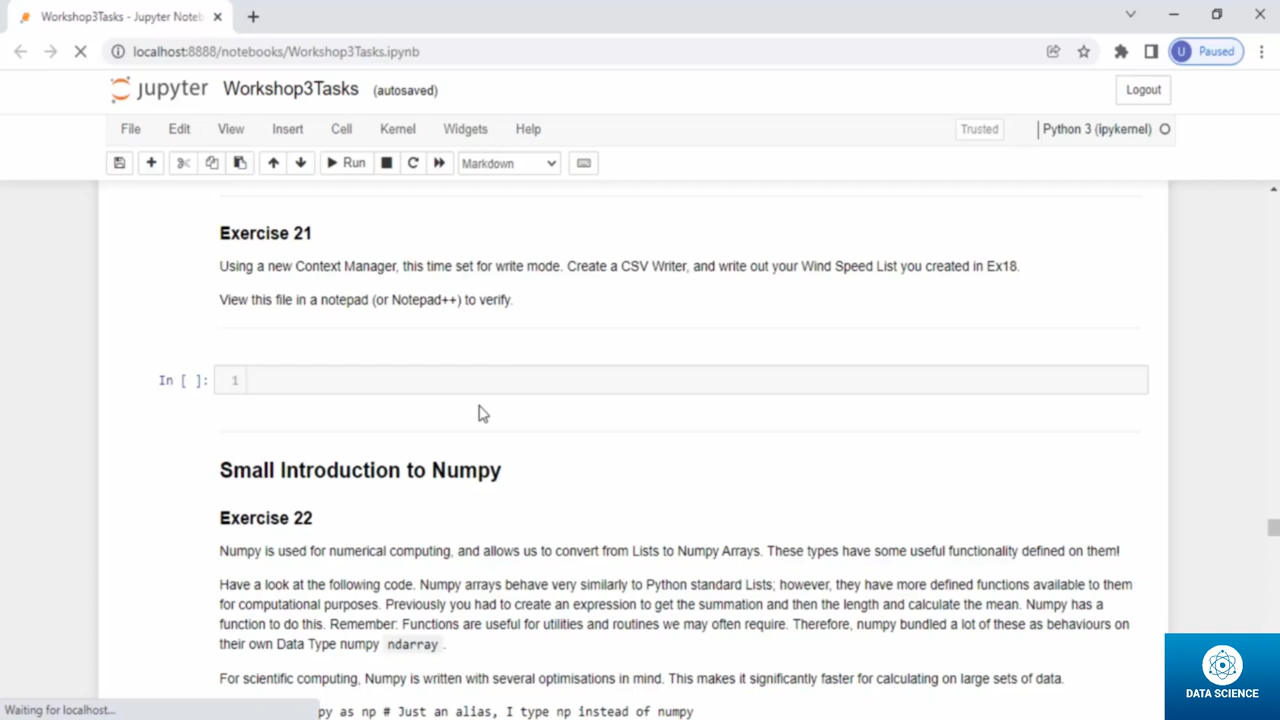 Workshop3Tasks - Jupyter Noteb
localhost:8888/notebooks/Workshop3Tasks.ipynb
U Paused
jupyter Workshop3Tasks (autosaved)
Logout
File Edit View Insert Cell Kernel Widgets Help
Trusted
Python 3 (ipykernel)
Run
Markdown
Exercise 21
Using a new Context Manager, this time set for write mode. Create a CSV Writer, and write out your Wind Speed List you created in Ex18.
View this file in a notepad (or Notepad++) to verify.
In [ ]: 1
Small Introduction to Numpy
Exercise 22
Numpy is used for numerical computing, and allows us to convert from Lists to Numpy Arrays. These types have some useful functionality defined on them!
Have a look at the following code. Numpy arrays behave very similarly to Python standard Lists; however, they have more defined functions available to them
for computational purposes. Previously you had to create an expression to get the summation and then the length and calculate the mean. Numpy has a
function to do this. Remember: Functions are useful for utilities and routines we may often require. Therefore, numpy bundled a lot of these as behaviours on
their own Data Type numpy ndarray .
For scientific computing, Numpy is written with several optimisations in mind. This makes it significantly faster for calculating on large sets of data.
py as np # Just an alias, I type np instead of numpy
Waiting for localhost...
DATA SCIENCE